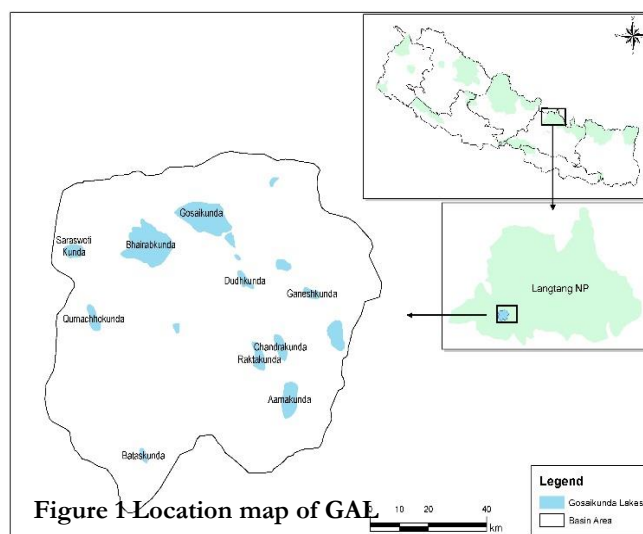 Gosaikunda
Saraswoti
Kunda
Bhairabkunda
Dudhkunda
Ganeshkunda
Langtang NP
Qumachhokunda
Chandrakunda
Raktakunda
Aamakunda
Bataskunda
Legend
Gosaikunda Lakes
Basin Area
Figure 1 Location map of GAL
0 10 20 40
km